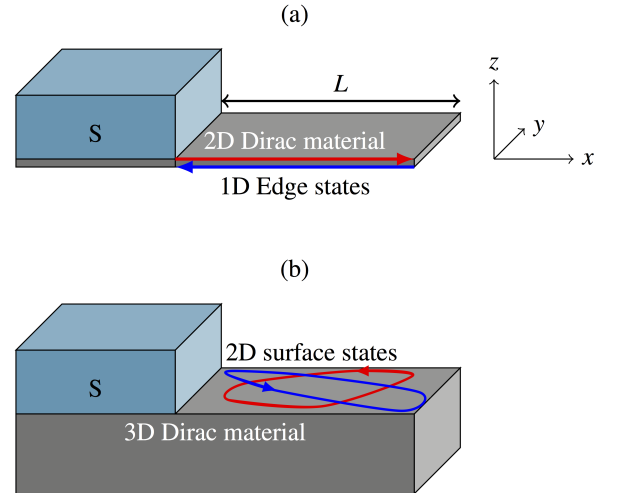 (a)
L
z
y
x
S
2D Dirac material
1D Edge states
(b)
2D surface states
S
3D Dirac material